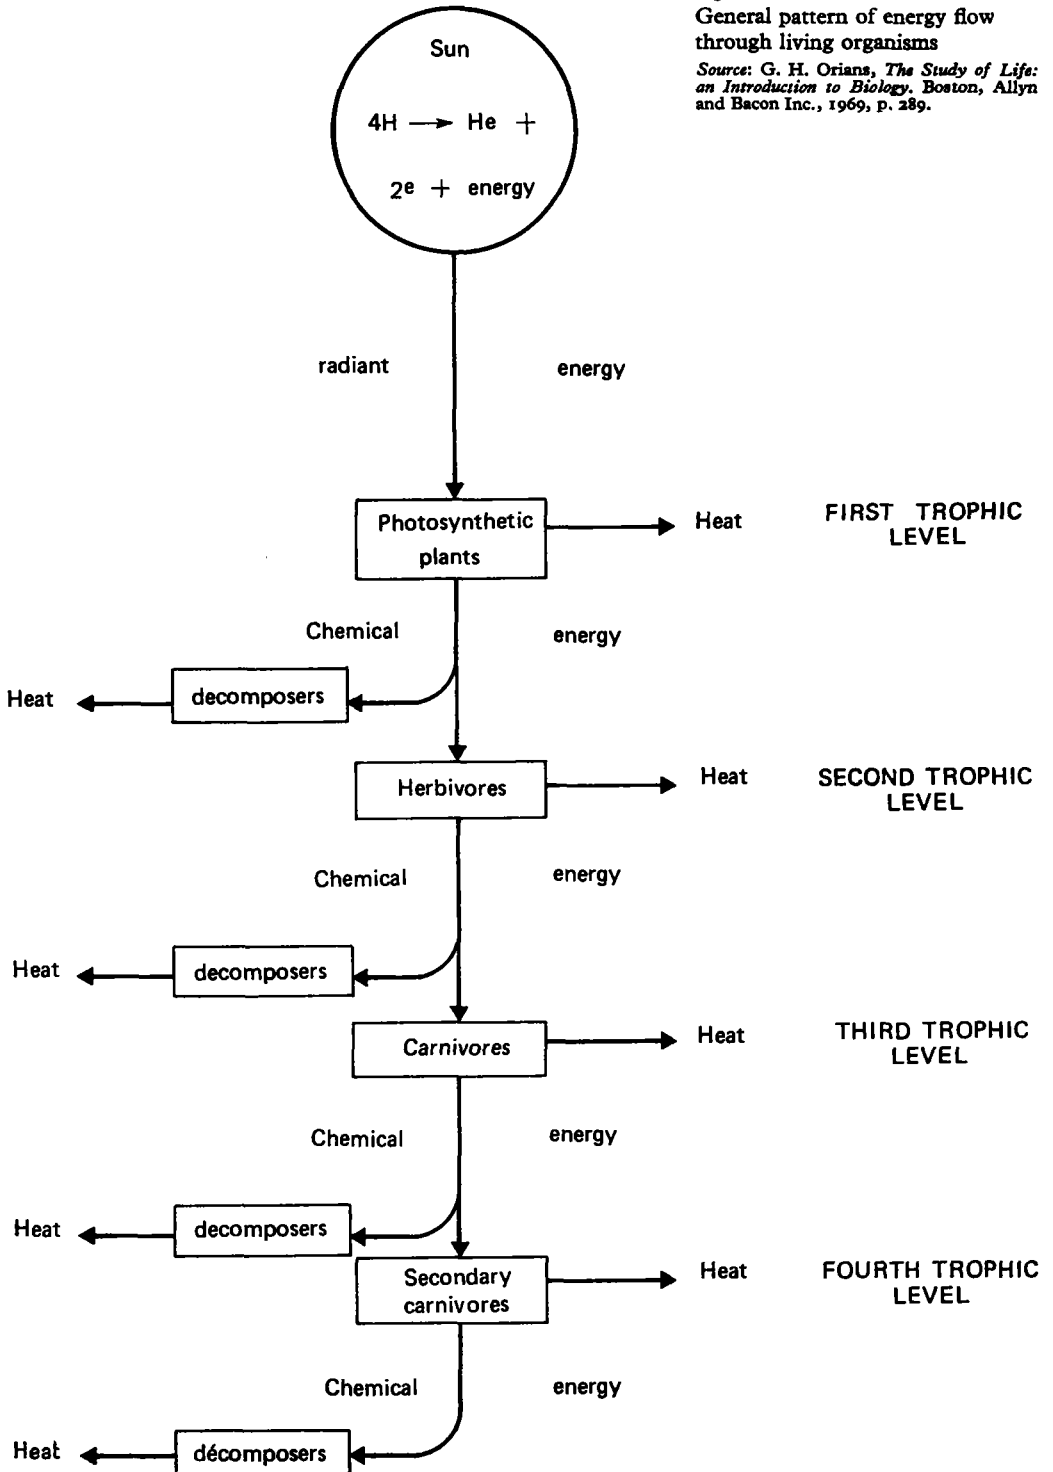 General pattern of energy flow
through living organisms
Source: G. H. Orians, The Study of Life:
an Introduction to Biology. Boston, Allyn
and Bacon Inc., 1969, p. 289.
Sun
4H → He +
2e + energy
radiant energy
Photosynthetic
plants
Heat
FIRST TROPHIC
LEVEL
Chemical energy
Heat
decomposers
Herbivores
Heat
SECOND TROPHIC
LEVEL
Chemical energy
Heat
decomposers
Carnivores
Heat
THIRD TROPHIC
LEVEL
Chemical energy
Heat
decomposers
Secondary
carnivores
Heat
FOURTH TROPHIC
LEVEL
Chemical energy
Heat
décomposers